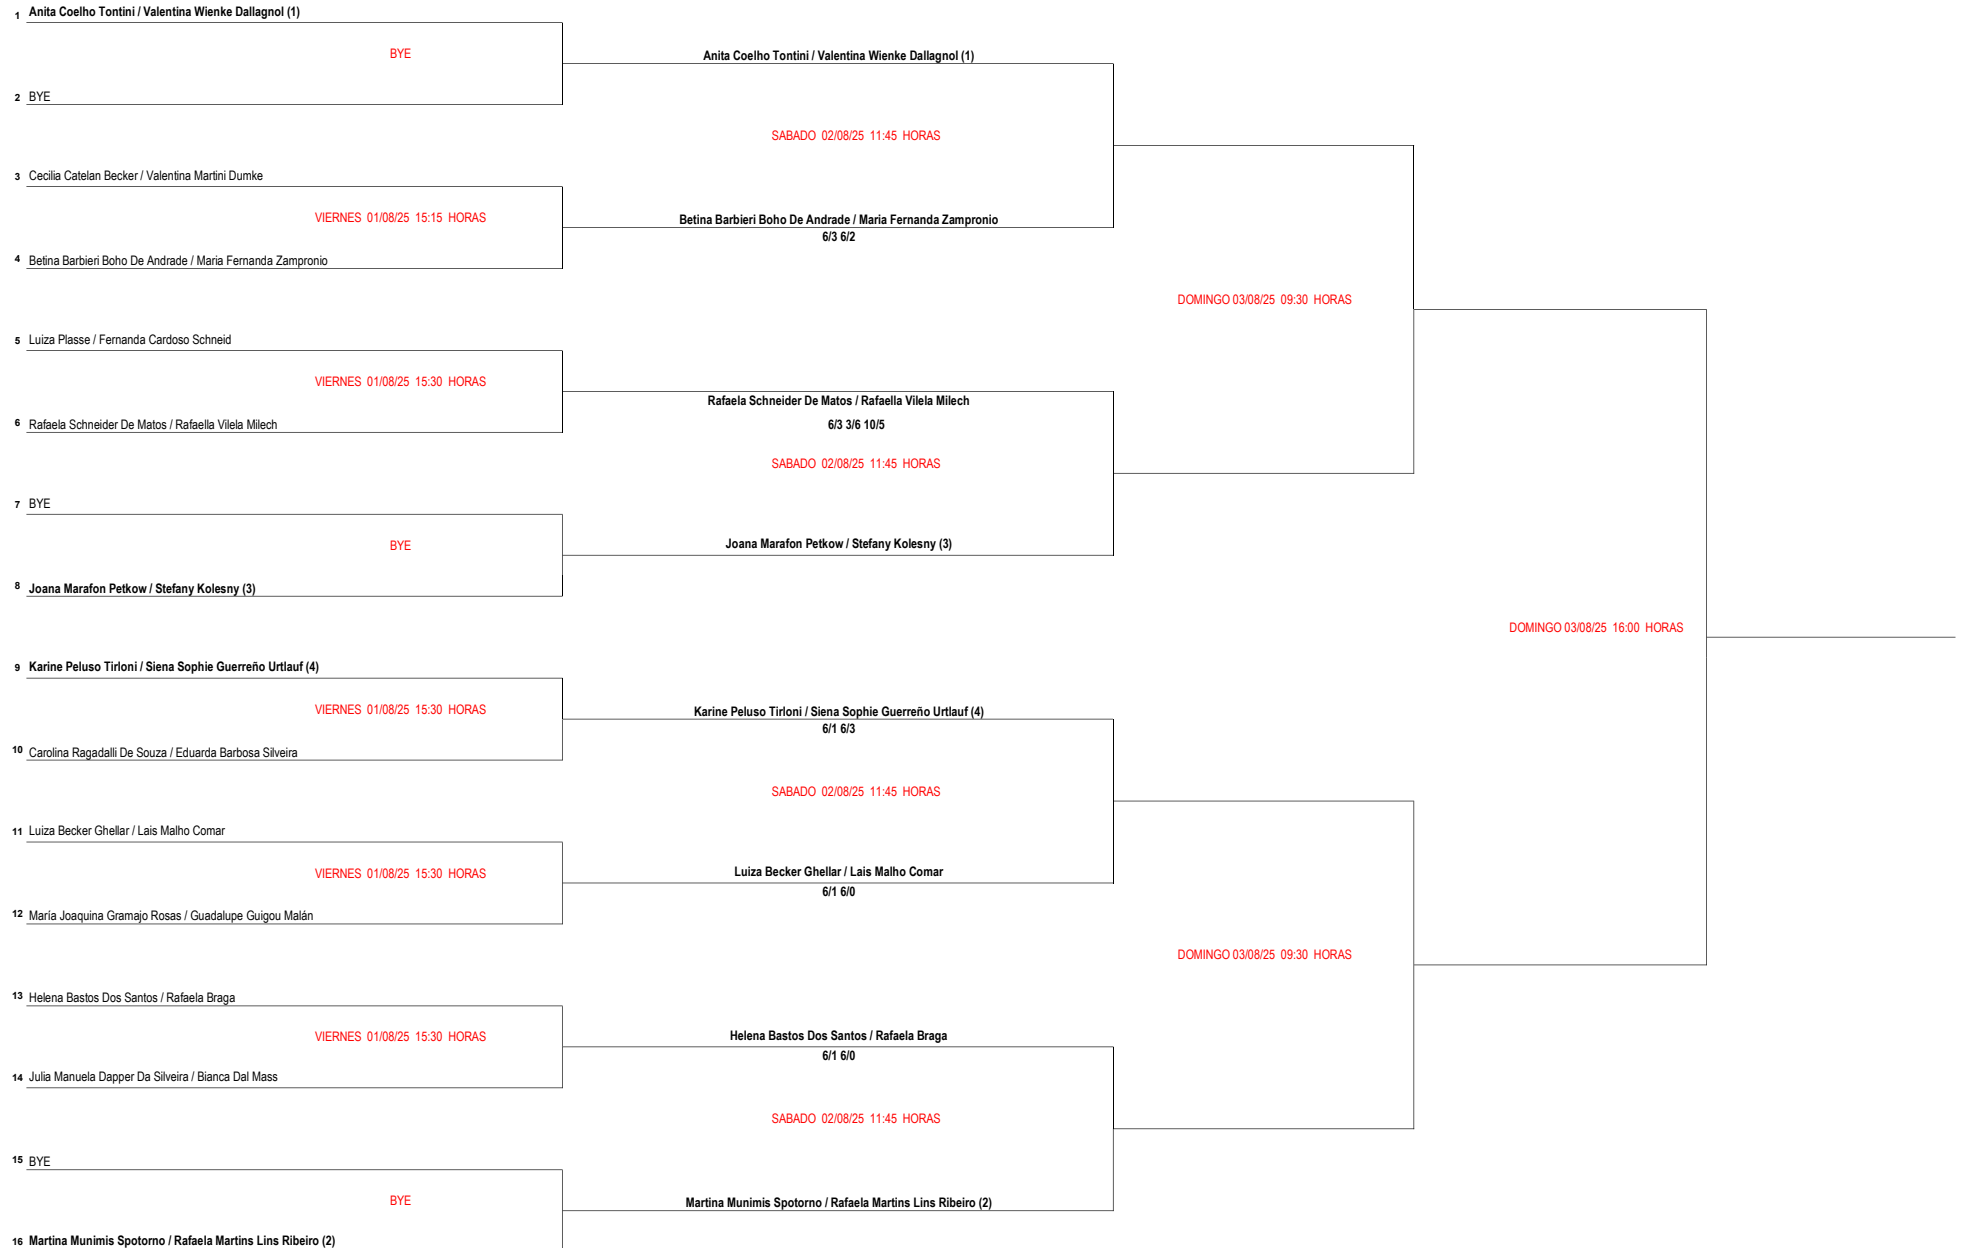 1 Anita Coelho Tontini / Valentina Wienke Dallagnol (1)
BYE
Anita Coelho Tontini / Valentina Wienke Dallagnol (1)
2 BYE
SABADO 02/08/25 11:45 HORAS
3 Cecilia Catelan Becker / Valentina Martini Dumke
VIERNES 01/08/25 15:15 HORAS
Betina Barbieri Boho De Andrade / Maria Fernanda Zampronio
6/3 6/2
4 Betina Barbieri Boho De Andrade / Maria Fernanda Zampronio
DOMINGO 03/08/25 09:30 HORAS
5 Luiza Plasse / Fernanda Cardoso Schneid
VIERNES 01/08/25 15:30 HORAS
Rafaela Schneider De Matos / Rafaella Vilela Milech
6/3 3/6 10/5
6 Rafaela Schneider De Matos / Rafaella Vilela Milech
SABADO 02/08/25 11:45 HORAS
7 BYE
BYE
Joana Marafon Petkow / Stefany Kolesny (3)
8 Joana Marafon Petkow / Stefany Kolesny (3)
DOMINGO 03/08/25 16:00 HORAS
9 Karine Peluso Tirloni / Siena Sophie Guerreño Urtlauf (4)
VIERNES 01/08/25 15:30 HORAS
Karine Peluso Tirloni / Siena Sophie Guerreño Urtlauf (4)
6/1 6/3
10 Carolina Ragadalli De Souza / Eduarda Barbosa Silveira
SABADO 02/08/25 11:45 HORAS
11 Luiza Becker Ghellar / Lais Malho Comar
VIERNES 01/08/25 15:30 HORAS
Luiza Becker Ghellar / Lais Malho Comar
6/1 6/0
12 María Joaquina Gramajo Rosas / Guadalupe Guigou Malán
DOMINGO 03/08/25 09:30 HORAS
13 Helena Bastos Dos Santos / Rafaela Braga
VIERNES 01/08/25 15:30 HORAS
Helena Bastos Dos Santos / Rafaela Braga
6/1 6/0
14 Julia Manuela Dapper Da Silveira / Bianca Dal Mass
SABADO 02/08/25 11:45 HORAS
15 BYE
BYE
Martina Munimis Spotorno / Rafaela Martins Lins Ribeiro (2)
16 Martina Munimis Spotorno / Rafaela Martins Lins Ribeiro (2)